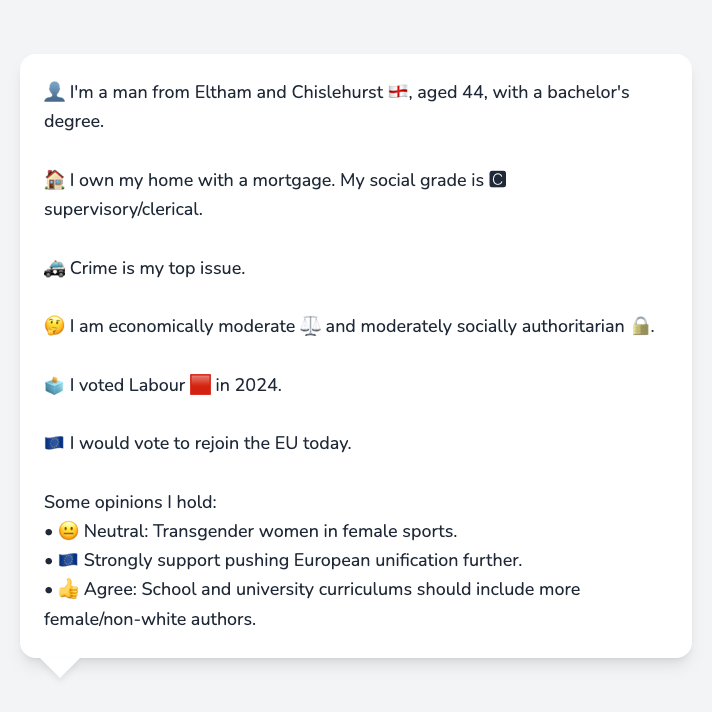 👤 I'm a man from Eltham and Chislehurst 🏴󠁧󠁢󠁥󠁮󠁧󠁿, aged 44, with a bachelor's
degree.
🏠 I own my home with a mortgage. My social grade is 🅲
supervisory/clerical.
🚓 Crime is my top issue.
🤔 I am economically moderate ⚖️ and moderately socially authoritarian 🔒.
🗳️ I voted Labour 🟥 in 2024.
🇪🇺 I would vote to rejoin the EU today.
Some opinions I hold:
• 😐 Neutral: Transgender women in female sports.
• 🇪🇺 Strongly support pushing European unification further.
• 👍 Agree: School and university curriculums should include more
female/non-white authors.